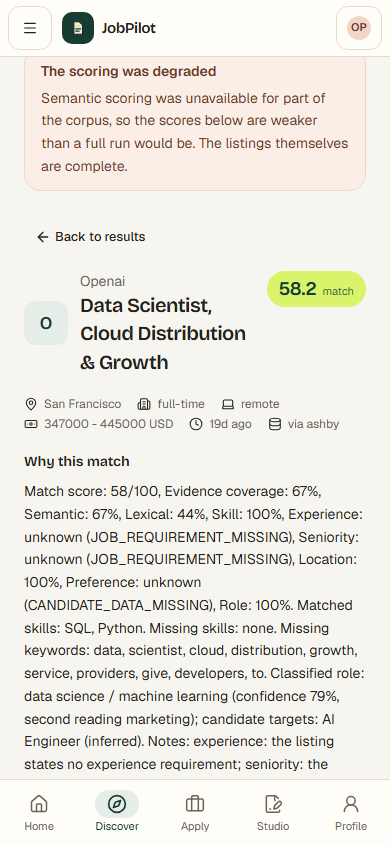 JobPilot
OP
The scoring was degraded
Semantic scoring was unavailable for part of
the corpus, so the scores below are weaker
than a full run would be. The listings themselves
are complete.
Back to results
O
Openai
Data Scientist,
Cloud Distribution
& Growth
58.2 match
San Francisco full-time remote
347000 - 445000 USD 19d ago via ashby
Why this match
Match score: 58/100, Evidence coverage: 67%,
Semantic: 67%, Lexical: 44%, Skill: 100%, Experience:
unknown (JOB_REQUIREMENT_MISSING), Seniority:
unknown (JOB_REQUIREMENT_MISSING), Location:
100%, Preference: unknown
(CANDIDATE_DATA_MISSING), Role: 100%. Matched
skills: SQL, Python. Missing skills: none. Missing
keywords: data, scientist, cloud, distribution, growth,
service, providers, give, developers, to. Classified role:
data science / machine learning (confidence 79%,
second reading marketing); candidate targets: AI
Engineer (inferred). Notes: experience: the listing
states no experience requirement; seniority: the
Home Discover Apply Studio Profile